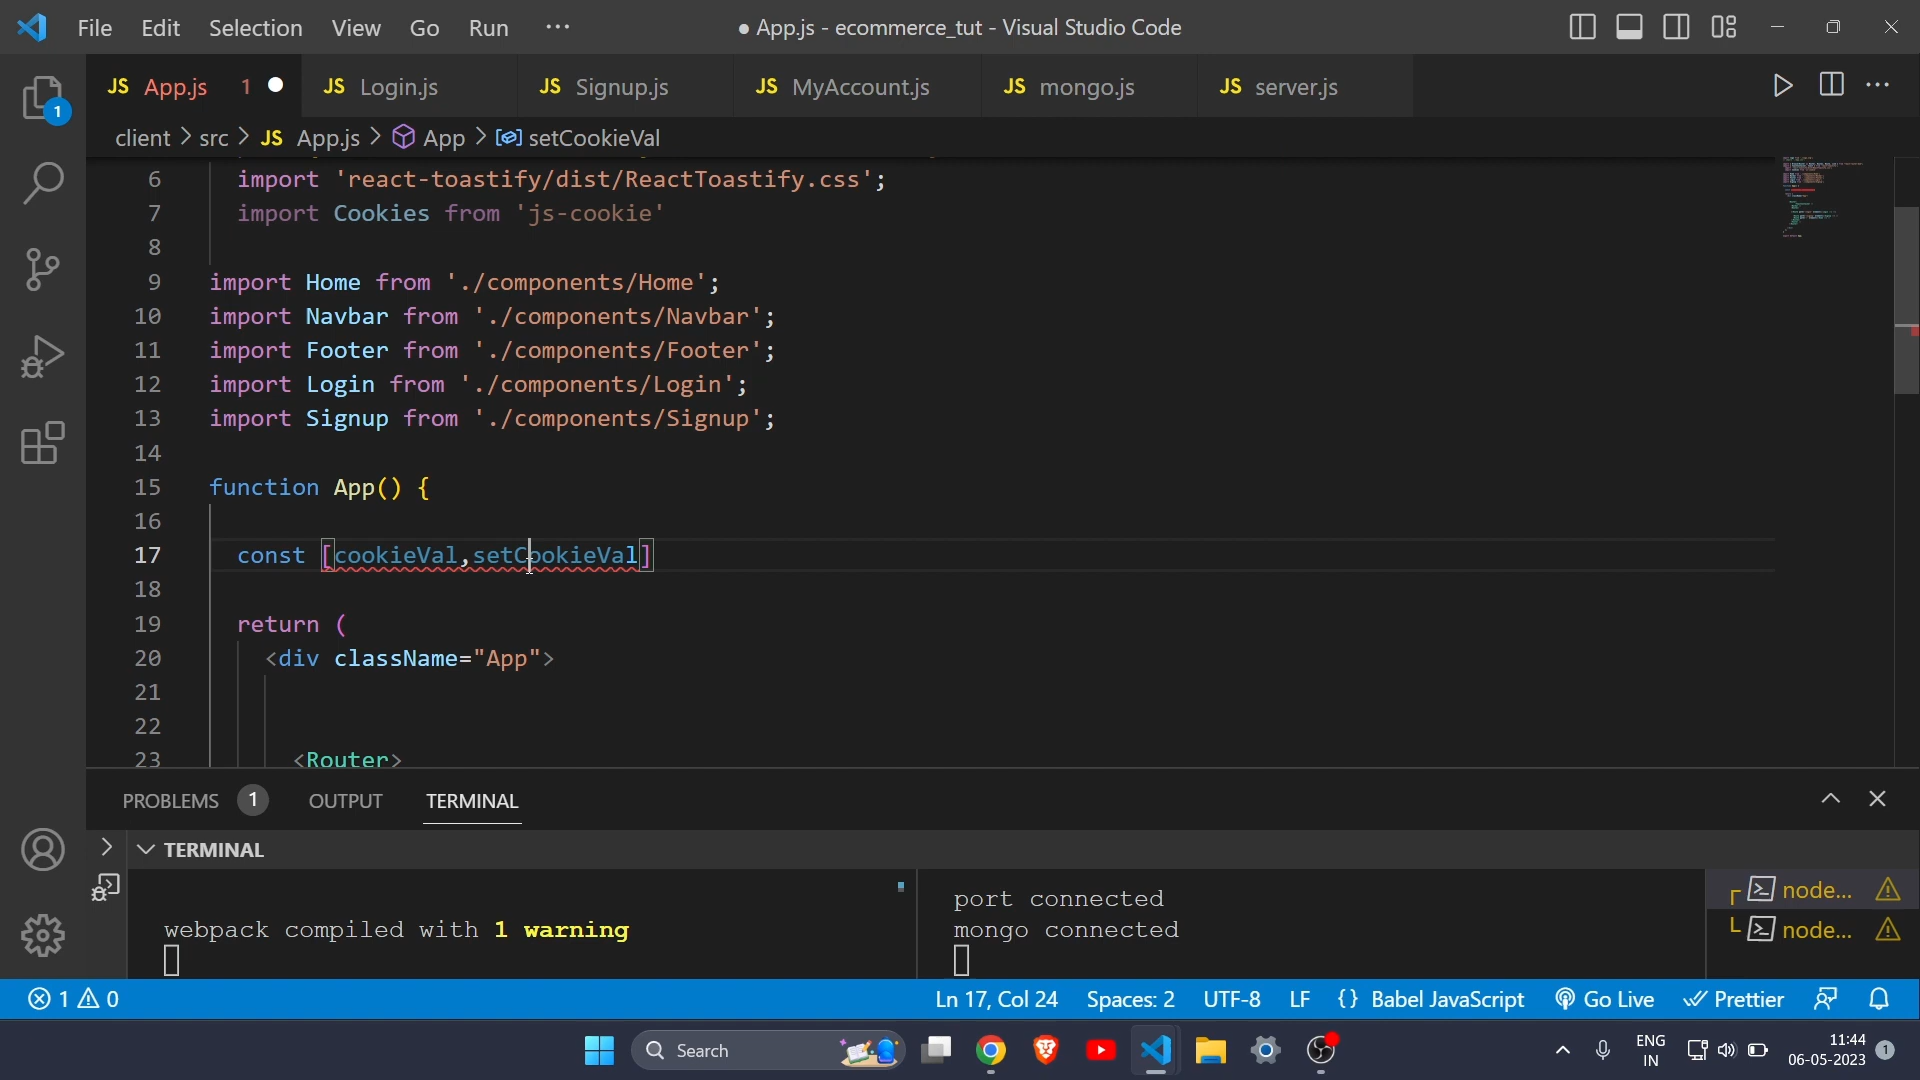 File Edit Selection View Go Run ··· ● App.js - ecommerce_tut - Visual Studio Code
JS App.js 1 JS Login.js JS Signup.js JS MyAccount.js JS mongo.js JS server.js
client > src > JS App.js > App > setCookieVal
6 import 'react-toastify/dist/ReactToastify.css';
7 import Cookies from 'js-cookie'
8
9 import Home from './components/Home';
10 import Navbar from './components/Navbar';
11 import Footer from './components/Footer';
12 import Login from './components/Login';
13 import Signup from './components/Signup';
14
15 function App() {
16
17 const [cookieVal,setCookieVal]
18
19 return (
20 <div className="App">
21
22
23 <Router>
1
PROBLEMS 1 OUTPUT TERMINAL
TERMINAL
webpack compiled with 1 warning
port connected
mongo connected
node...
node...
1 0 Ln 17, Col 24 Spaces: 2 UTF-8 LF {} Babel JavaScript Go Live Prettier
Search
ENG
IN
11:44
06-05-2023
1